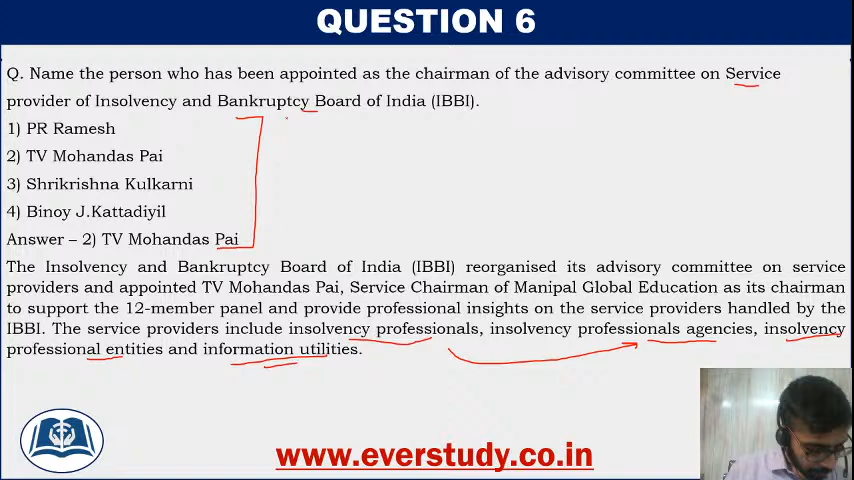 QUESTION 6
Q. Name the person who has been appointed as the chairman of the advisory committee on Service
provider of Insolvency and Bankruptcy Board of India (IBBI).
1) PR Ramesh
2) TV Mohandas Pai
3) Shrikrishna Kulkarni
4) Binoy J.Kattadiyil
Answer – 2) TV Mohandas Pai
The Insolvency and Bankruptcy Board of India (IBBI) reorganised its advisory committee on service
providers and appointed TV Mohandas Pai, Service Chairman of Manipal Global Education as its chairman
to support the 12-member panel and provide professional insights on the service providers handled by the
IBBI. The service providers include insolvency professionals, insolvency professionals agencies, insolvency
professional entities and information utilities.
www.everstudy.co.in